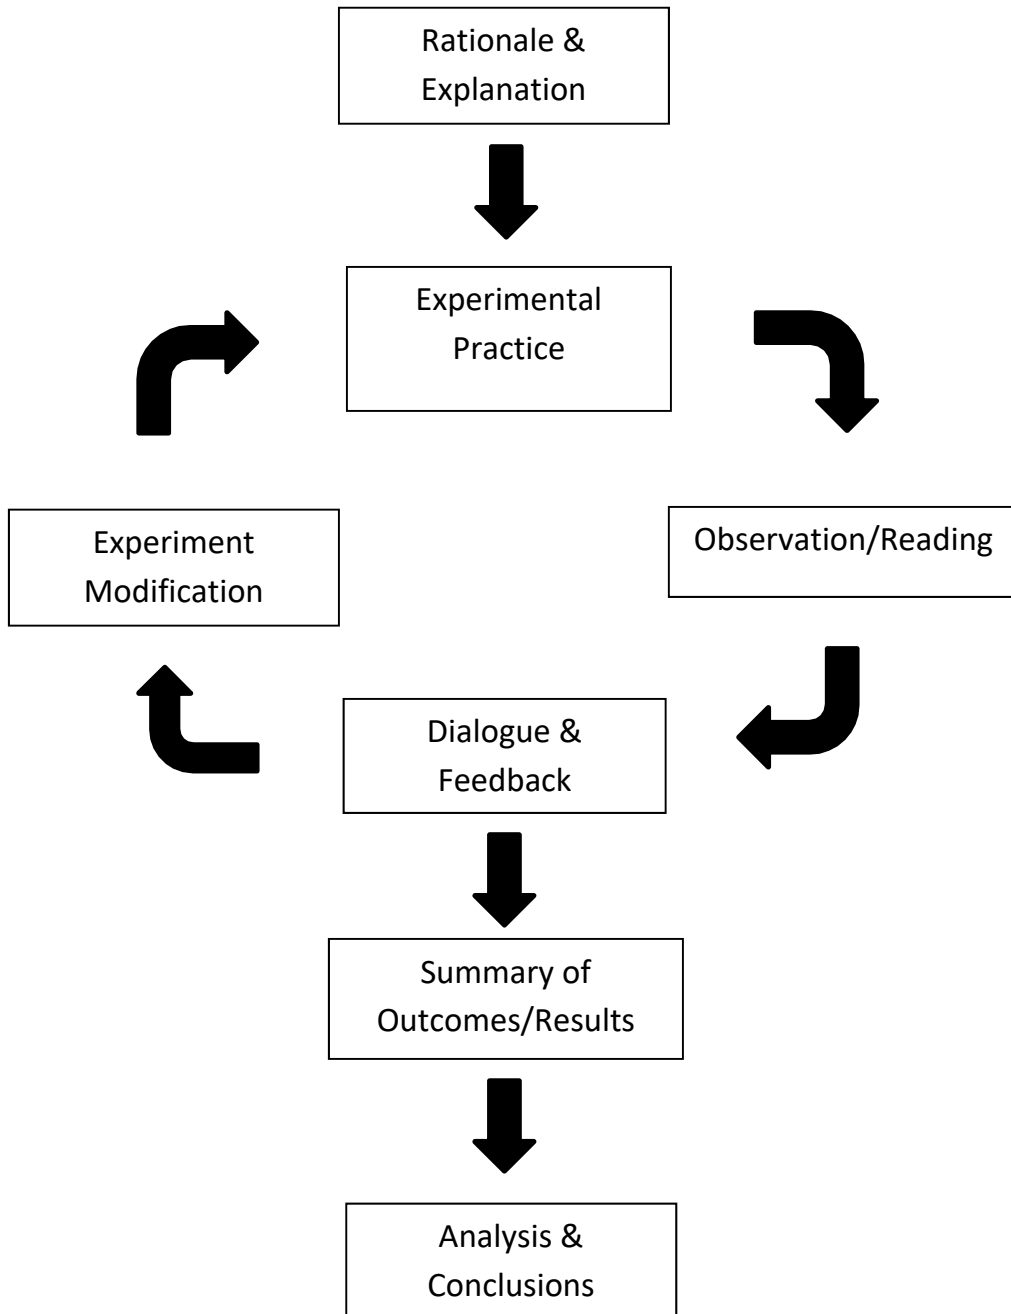 Rationale &
Explanation
Experimental
Practice
Experiment
Modification
Observation/Reading
Dialogue &
Feedback
Summary of
Outcomes/Results
Analysis &
Conclusions